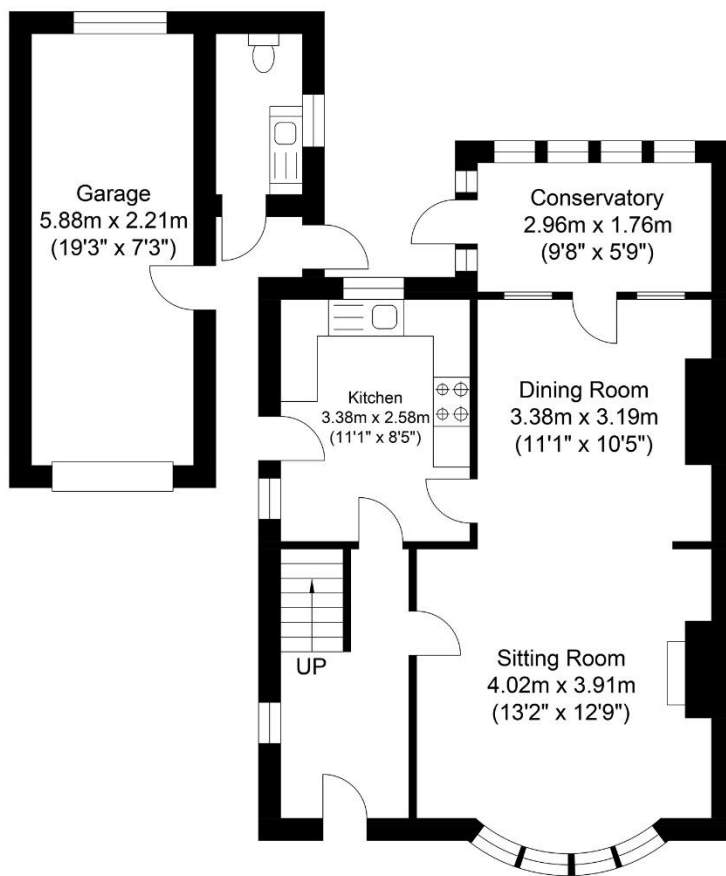 Garage
5.88m x 2.21m
(19'3" x 7'3")
Conservatory
2.96m x 1.76m
(9'8" x 5'9")
Kitchen
3.38m x 2.58m
(11'1" x 8'5")
Dining Room
3.38m x 3.19m
(11'1" x 10'5")
UP
Sitting Room
4.02m x 3.91m
(13'2" x 12'9")